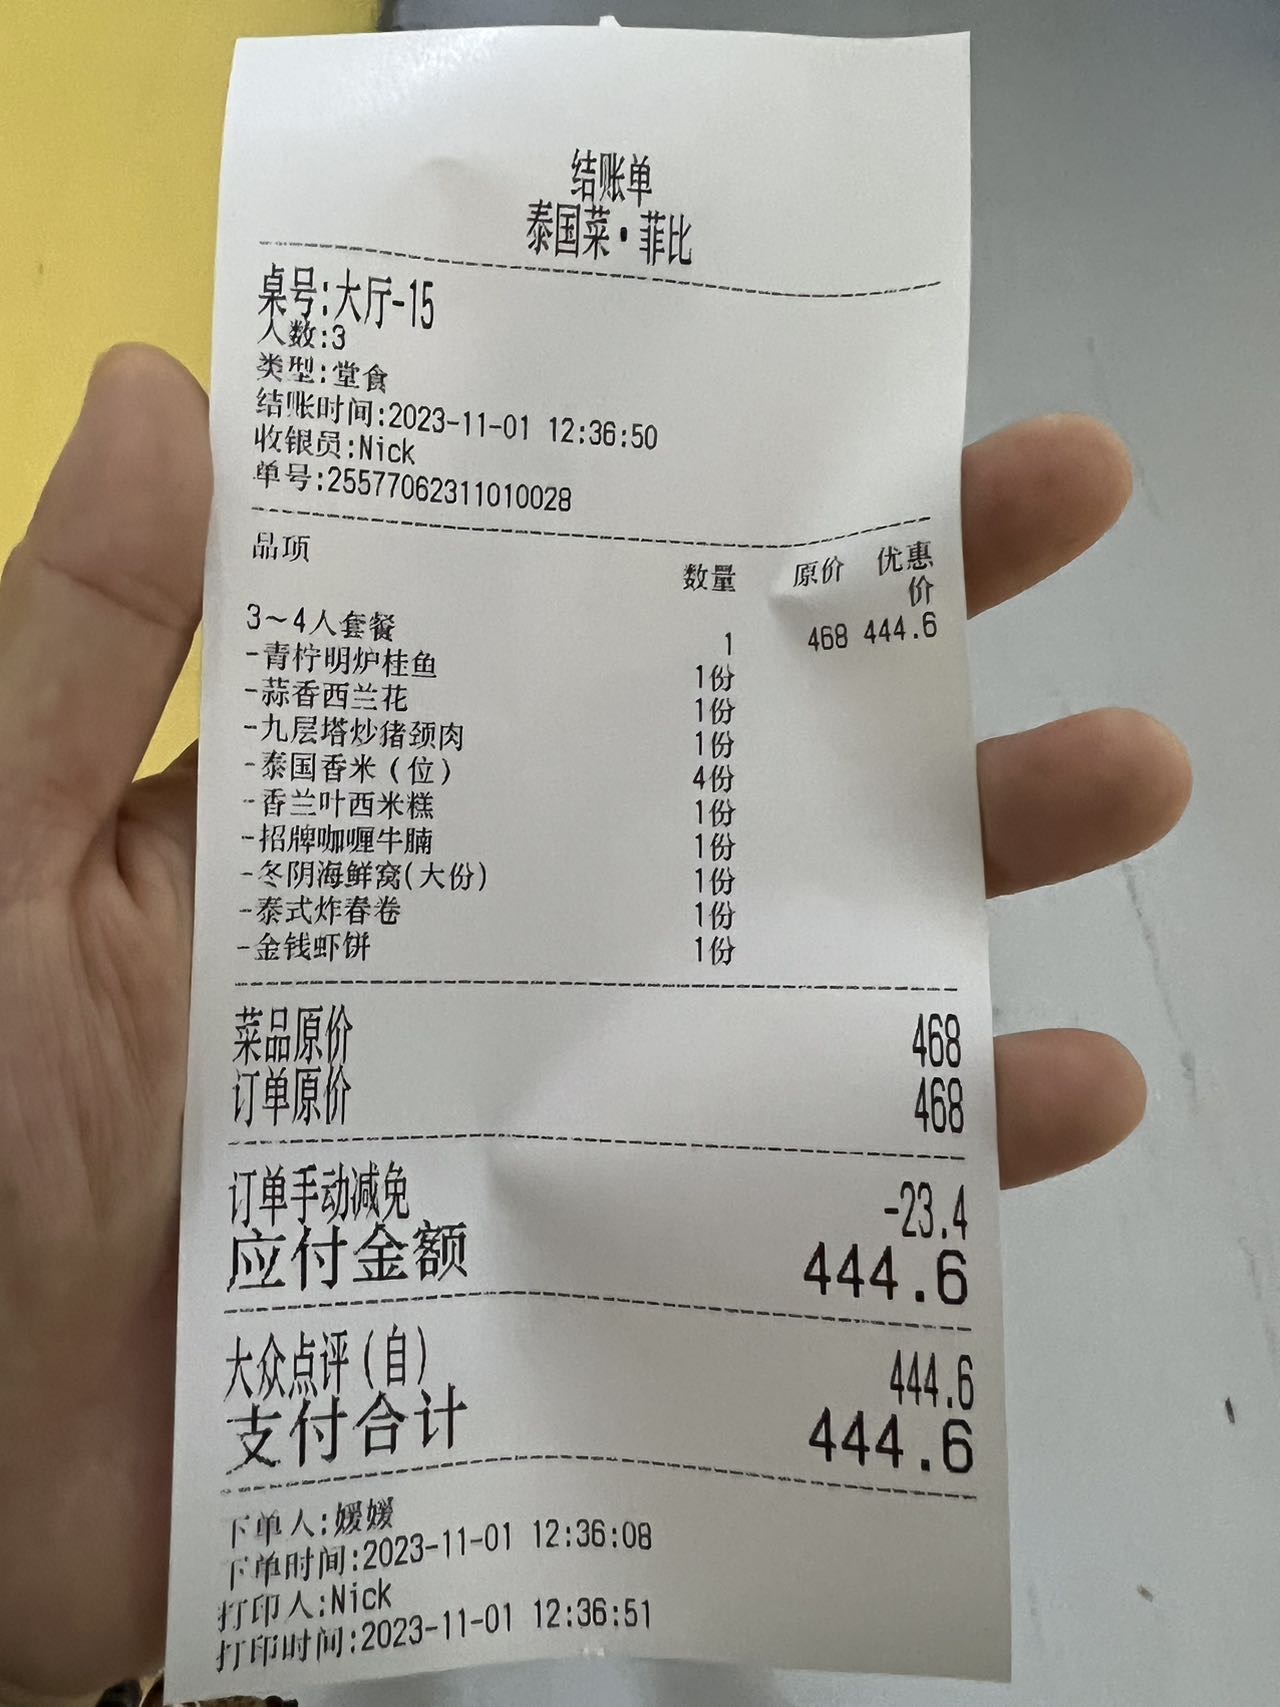 结账单
泰国菜·菲比
桌号:大厅-15
人数:3
类型:堂食
结账时间:2023-11-01 12:36:50
收银员:Nick
单号:25577062311010028
品项 数量 原价 优惠价
3~4人套餐 1 468 444.6
-青柠明炉桂鱼 1份
-蒜香西兰花 1份
-九层塔炒猪颈肉 1份
-泰国香米(位) 4份
-香兰叶西米糕 1份
-招牌咖喱牛腩 1份
-冬阴海鲜窝(大份) 1份
-泰式炸春卷 1份
-金钱虾饼 1份
菜品原价 468
订单原价 468
订单手动减免 -23.4
应付金额 444.6
大众点评(自) 444.6
支付合计 444.6
下单人:媛媛
下单时间:2023-11-01 12:36:08
打印人:Nick
打印时间:2023-11-01 12:36:51